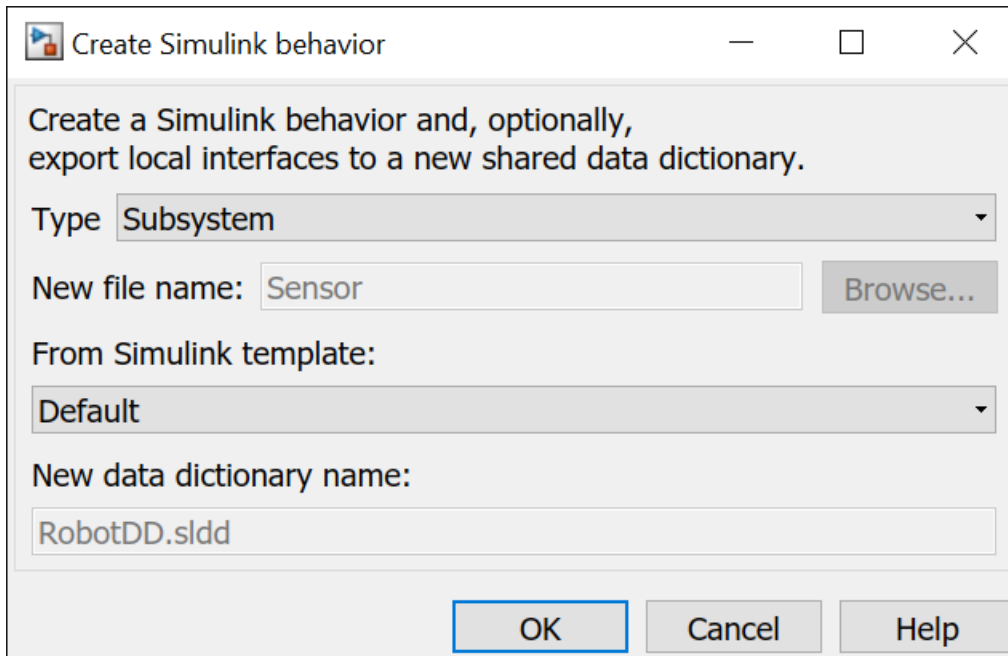 Create Simulink behavior
Create a Simulink behavior and, optionally,
export local interfaces to a new shared data dictionary.
Type Subsystem
New file name: Sensor Browse...
From Simulink template:
Default
New data dictionary name:
RobotDD.sldd
OK Cancel Help